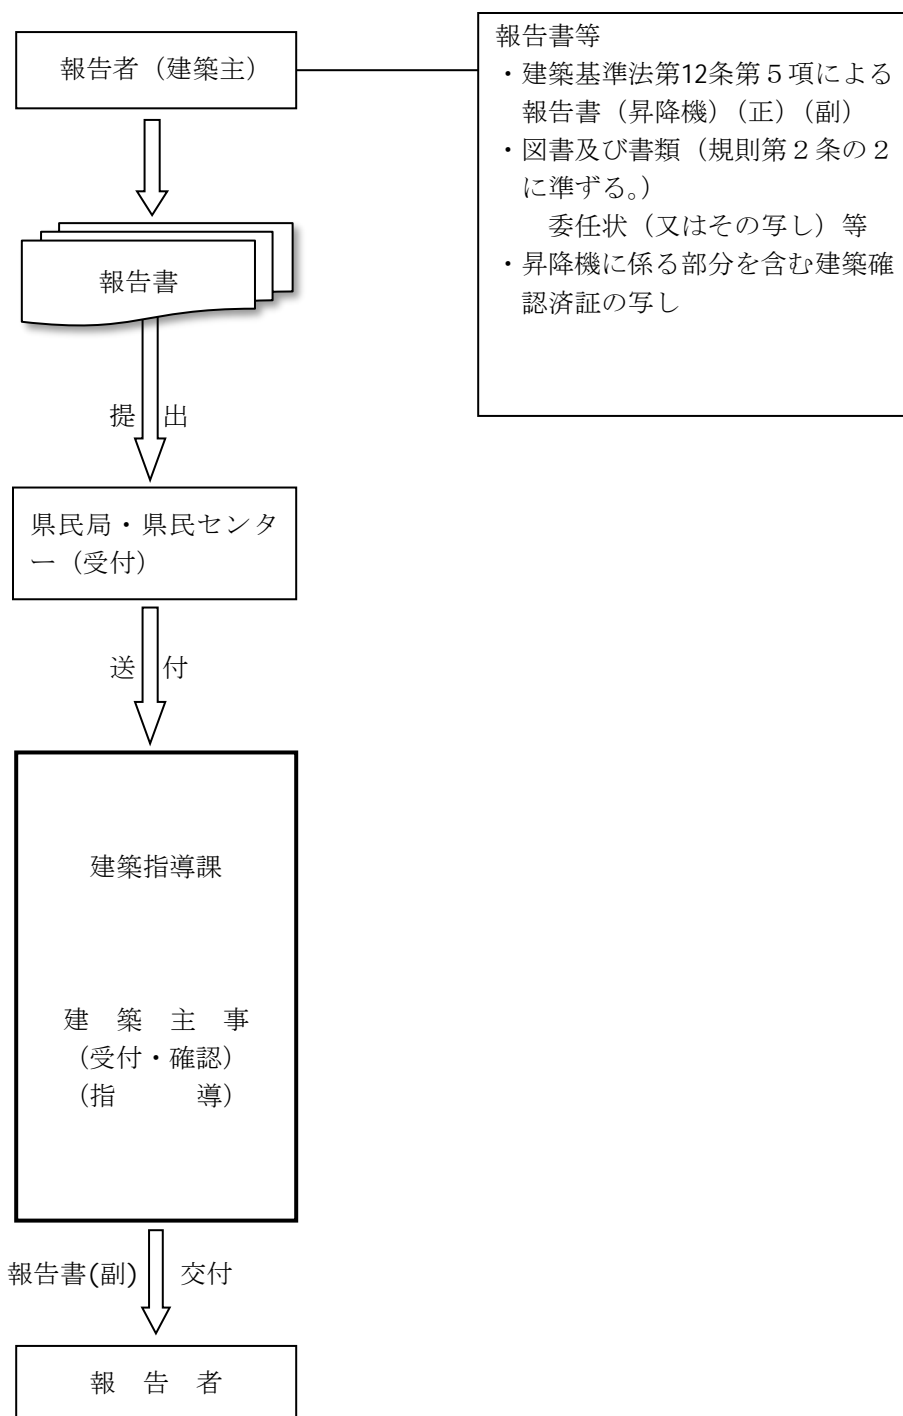 報告者（建築主）
報告書等
・建築基準法第12条第５項による
報告書（昇降機）（正）（副）
・図書及び書類（規則第２条の２
に準ずる。）
委任状（又はその写し）等
・昇降機に係る部分を含む建築確
認済証の写し
報告書
提　出
県民局・県民センタ
ー（受付）
送　付
建築指導課
建　築　主　事
（受付・確認）
（指　　　導）
報告書(副)　交付
報　告　者